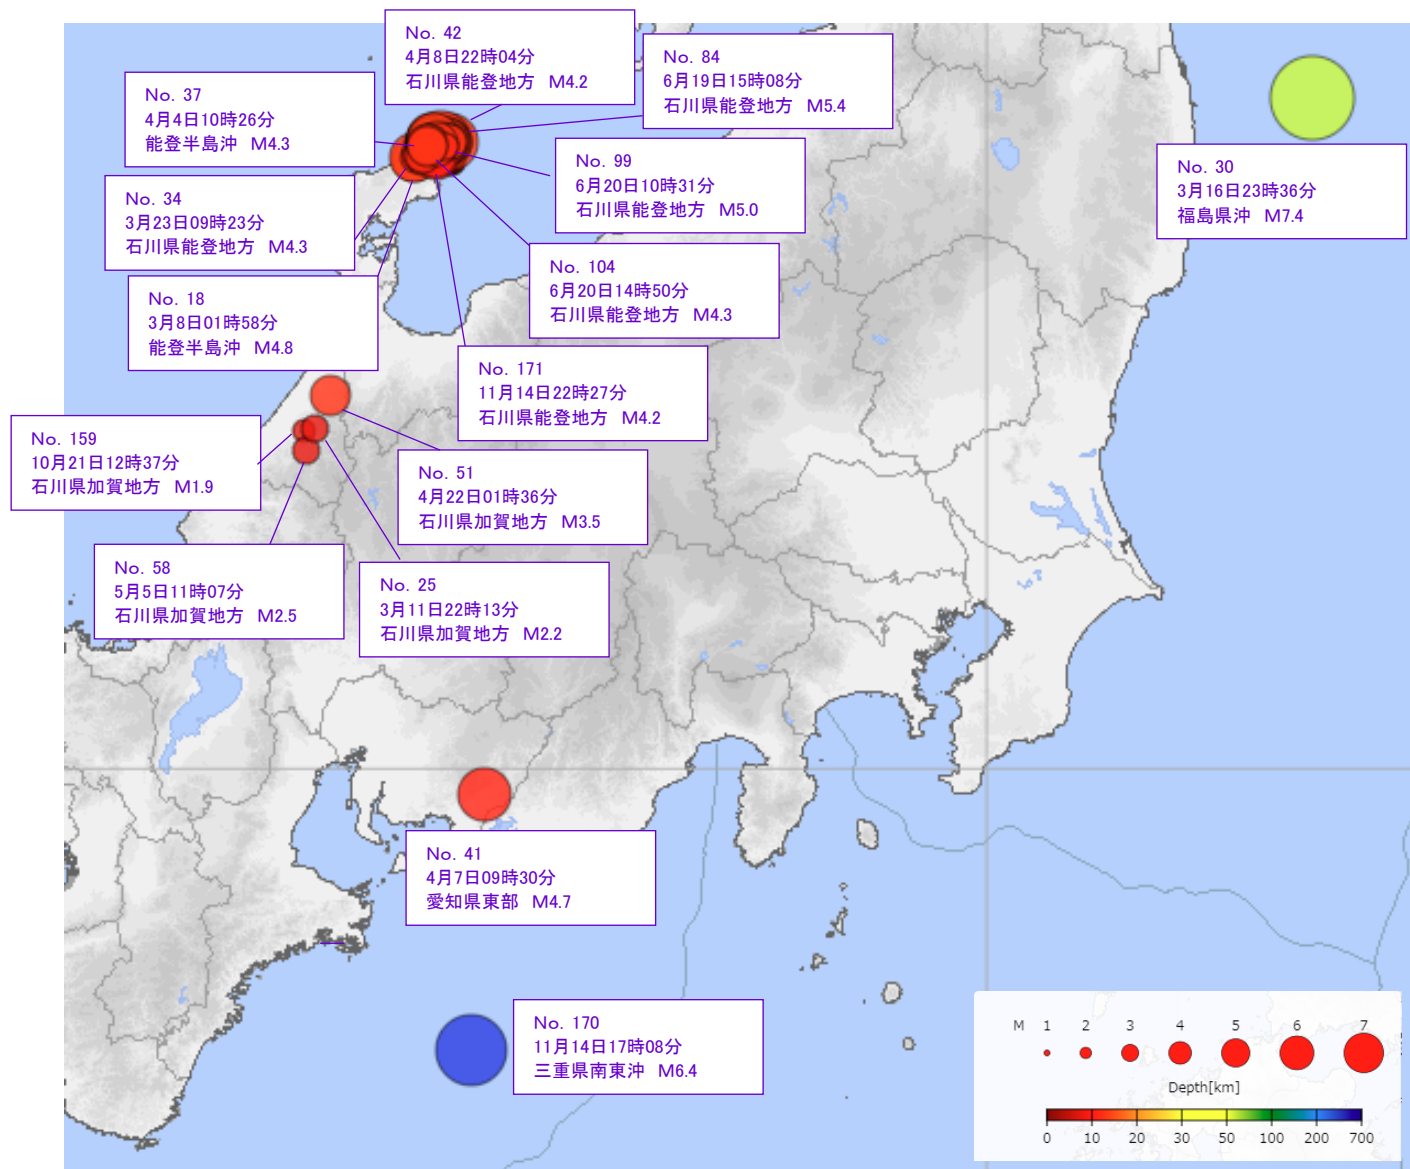 No. 42
4月8日22時04分
石川県能登地方 M4.2
No. 84
6月19日15時08分
石川県能登地方 M5.4
No. 37
4月4日10時26分
能登半島沖 M4.3
No. 99
6月20日10時31分
石川県能登地方 M5.0
No. 30
3月16日23時36分
福島県沖 M7.4
No. 34
3月23日09時23分
石川県能登地方 M4.3
No. 104
6月20日14時50分
石川県能登地方 M4.3
No. 18
3月8日01時58分
能登半島沖 M4.8
No. 171
11月14日22時27分
石川県能登地方 M4.2
No. 159
10月21日12時37分
石川県加賀地方 M1.9
No. 51
4月22日01時36分
石川県加賀地方 M3.5
No. 58
5月5日11時07分
石川県加賀地方 M2.5
No. 25
3月11日22時13分
石川県加賀地方 M2.2
No. 41
4月7日09時30分
愛知県東部 M4.7
No. 170
11月14日17時08分
三重県南東沖 M6.4
M 1 2 3 4 5 6 7
Depth[km]
0 10 20 30 50 100 200 700